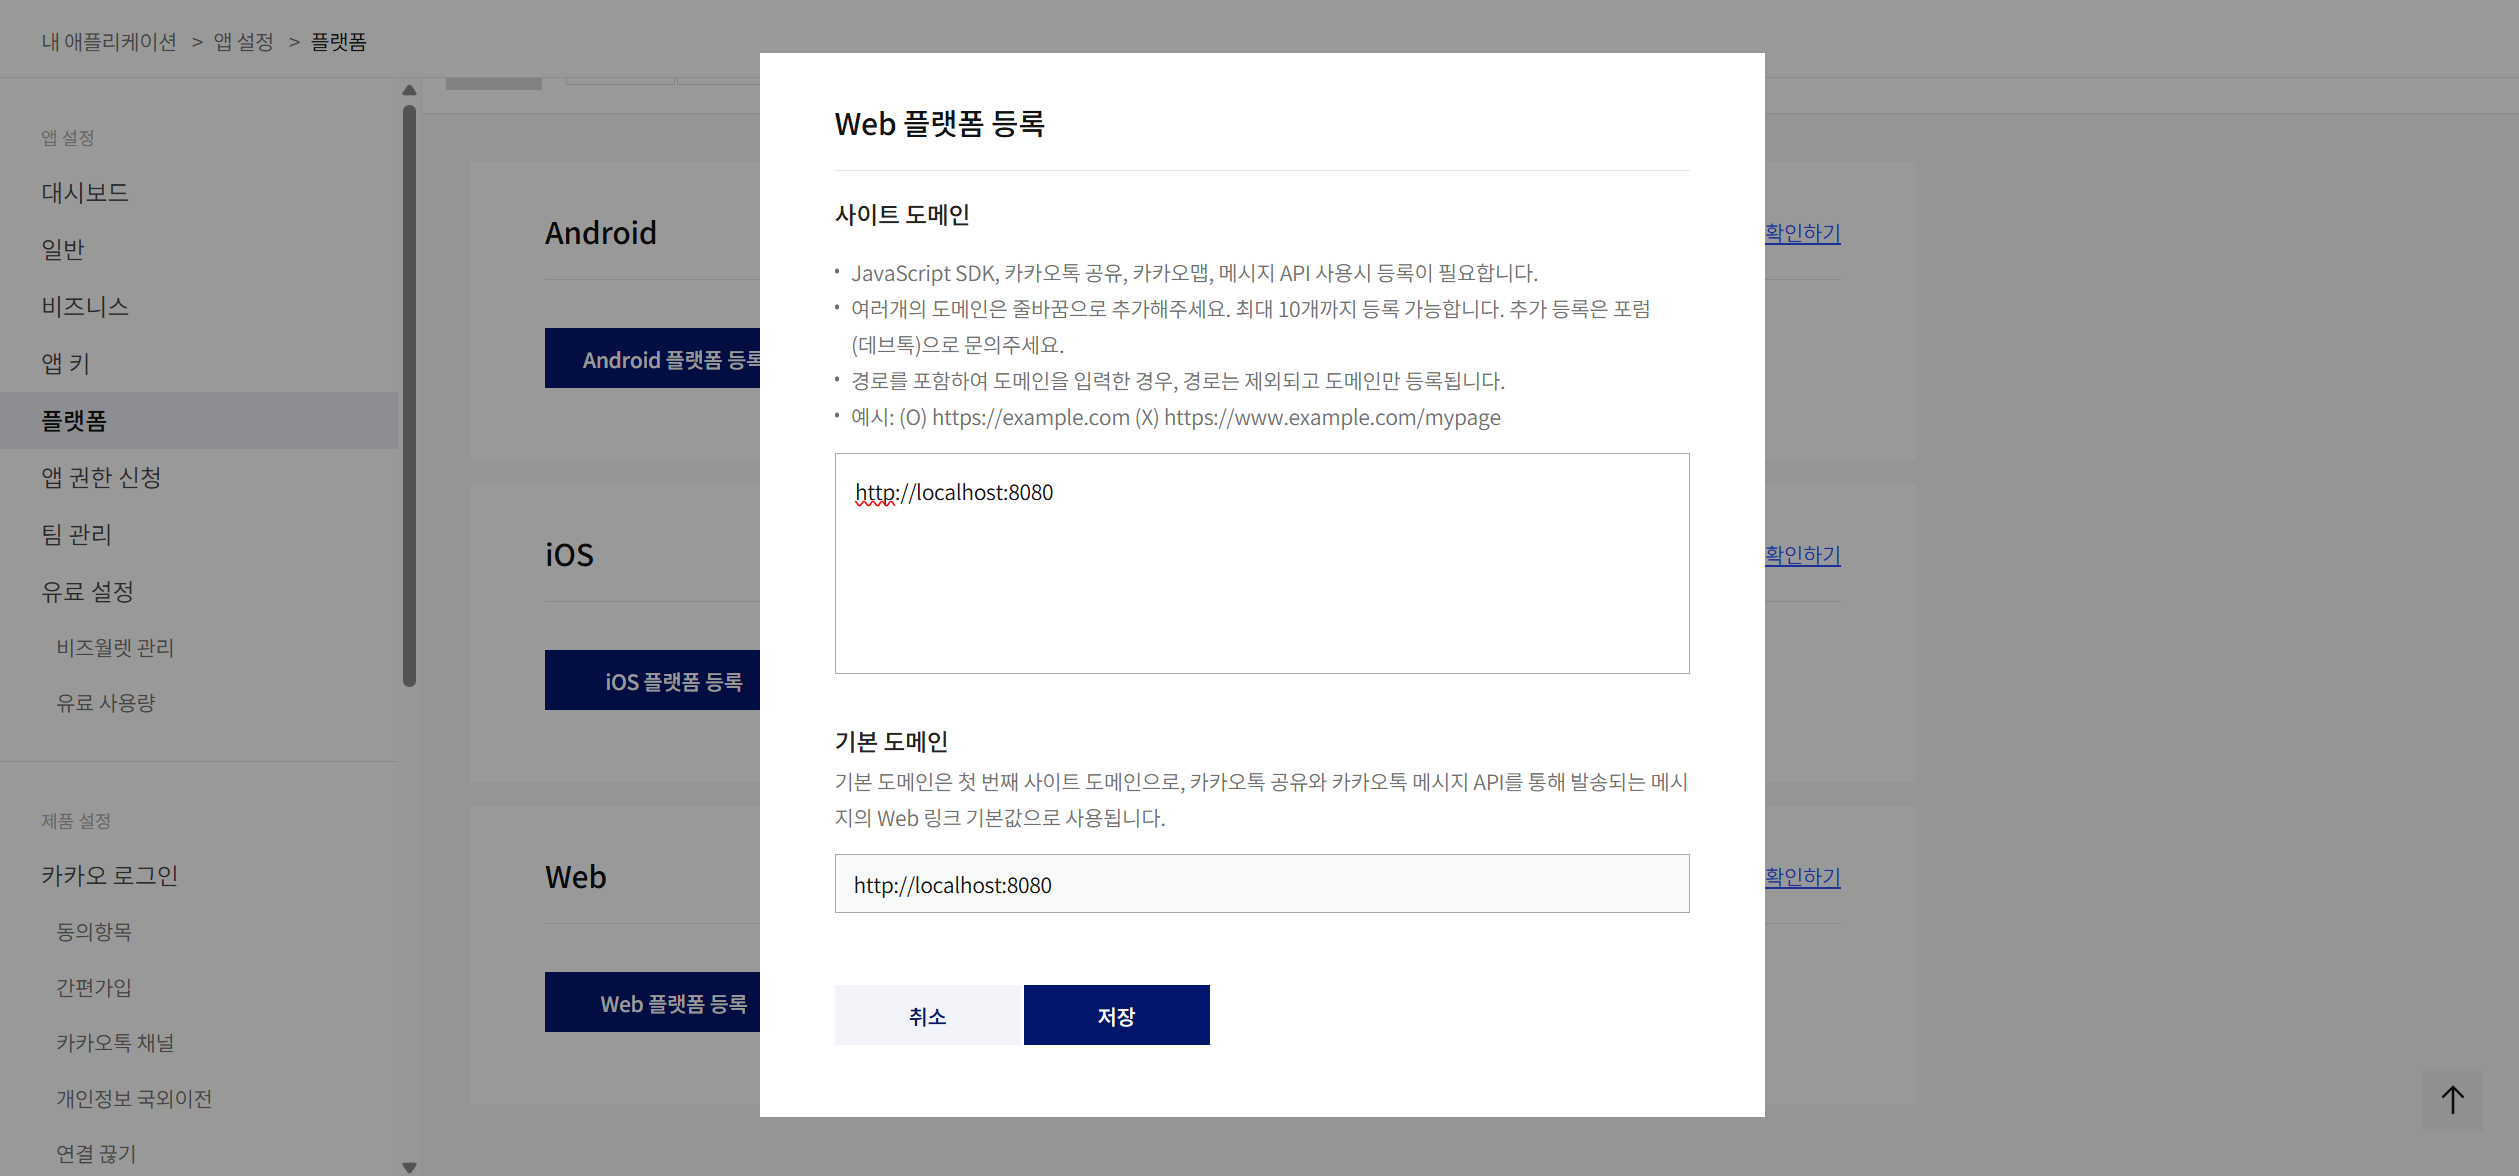 내 애플리케이션 > 앱 설정 > 플랫폼
앱 설정
대시보드
일반
비즈니스
앱 키
플랫폼
앱 권한 신청
팀 관리
유료 설정
비즈월렛 관리
유료 사용량
제품 설정
카카오 로그인
동의항목
간편가입
카카오톡 채널
개인정보 국외이전
연결 끊기
Android
확인하기
Android 플랫폼 등록
iOS
확인하기
iOS 플랫폼 등록
Web
확인하기
Web 플랫폼 등록
Web 플랫폼 등록
사이트 도메인
• JavaScript SDK, 카카오톡 공유, 카카오맵, 메시지 API 사용시 등록이 필요합니다.
• 여러개의 도메인은 줄바꿈으로 추가해주세요. 최대 10개까지 등록 가능합니다. 추가 등록은 포럼
(데브톡)으로 문의주세요.
• 경로를 포함하여 도메인을 입력한 경우, 경로는 제외되고 도메인만 등록됩니다.
• 예시: (O) https://example.com (X) https://www.example.com/mypage
http://localhost:8080
기본 도메인
기본 도메인은 첫 번째 사이트 도메인으로, 카카오톡 공유와 카카오톡 메시지 API를 통해 발송되는 메시
지의 Web 링크 기본값으로 사용됩니다.
http://localhost:8080
취소
저장